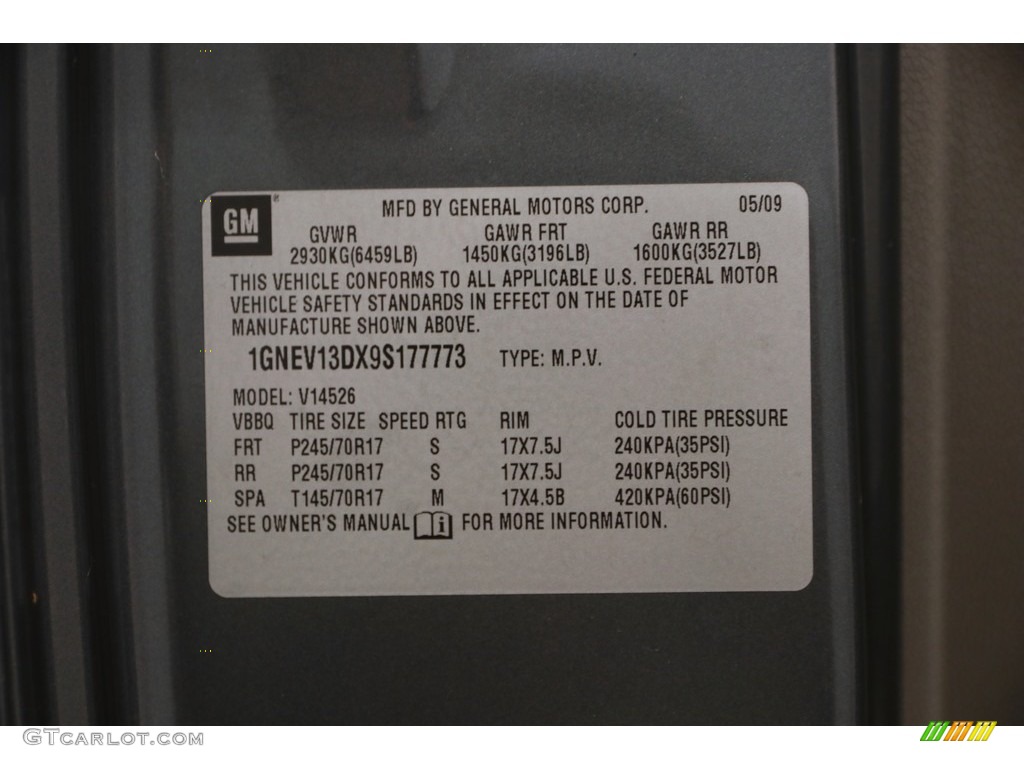 GM®
MFD BY GENERAL MOTORS CORP. 05/09
GVWR GAWR FRT GAWR RR
2930KG(6459LB) 1450KG(3196LB) 1600KG(3527LB)
THIS VEHICLE CONFORMS TO ALL APPLICABLE U.S. FEDERAL MOTOR
VEHICLE SAFETY STANDARDS IN EFFECT ON THE DATE OF
MANUFACTURE SHOWN ABOVE.
1GNEV13DX9S177773 TYPE: M.P.V.
MODEL: V14526
VBBQ TIRE SIZE SPEED RTG RIM COLD TIRE PRESSURE
FRT P245/70R17 S 17X7.5J 240KPA(35PSI)
RR P245/70R17 S 17X7.5J 240KPA(35PSI)
SPA T145/70R17 M 17X4.5B 420KPA(60PSI)
SEE OWNER'S MANUAL i FOR MORE INFORMATION.
GTCARLOT.COM